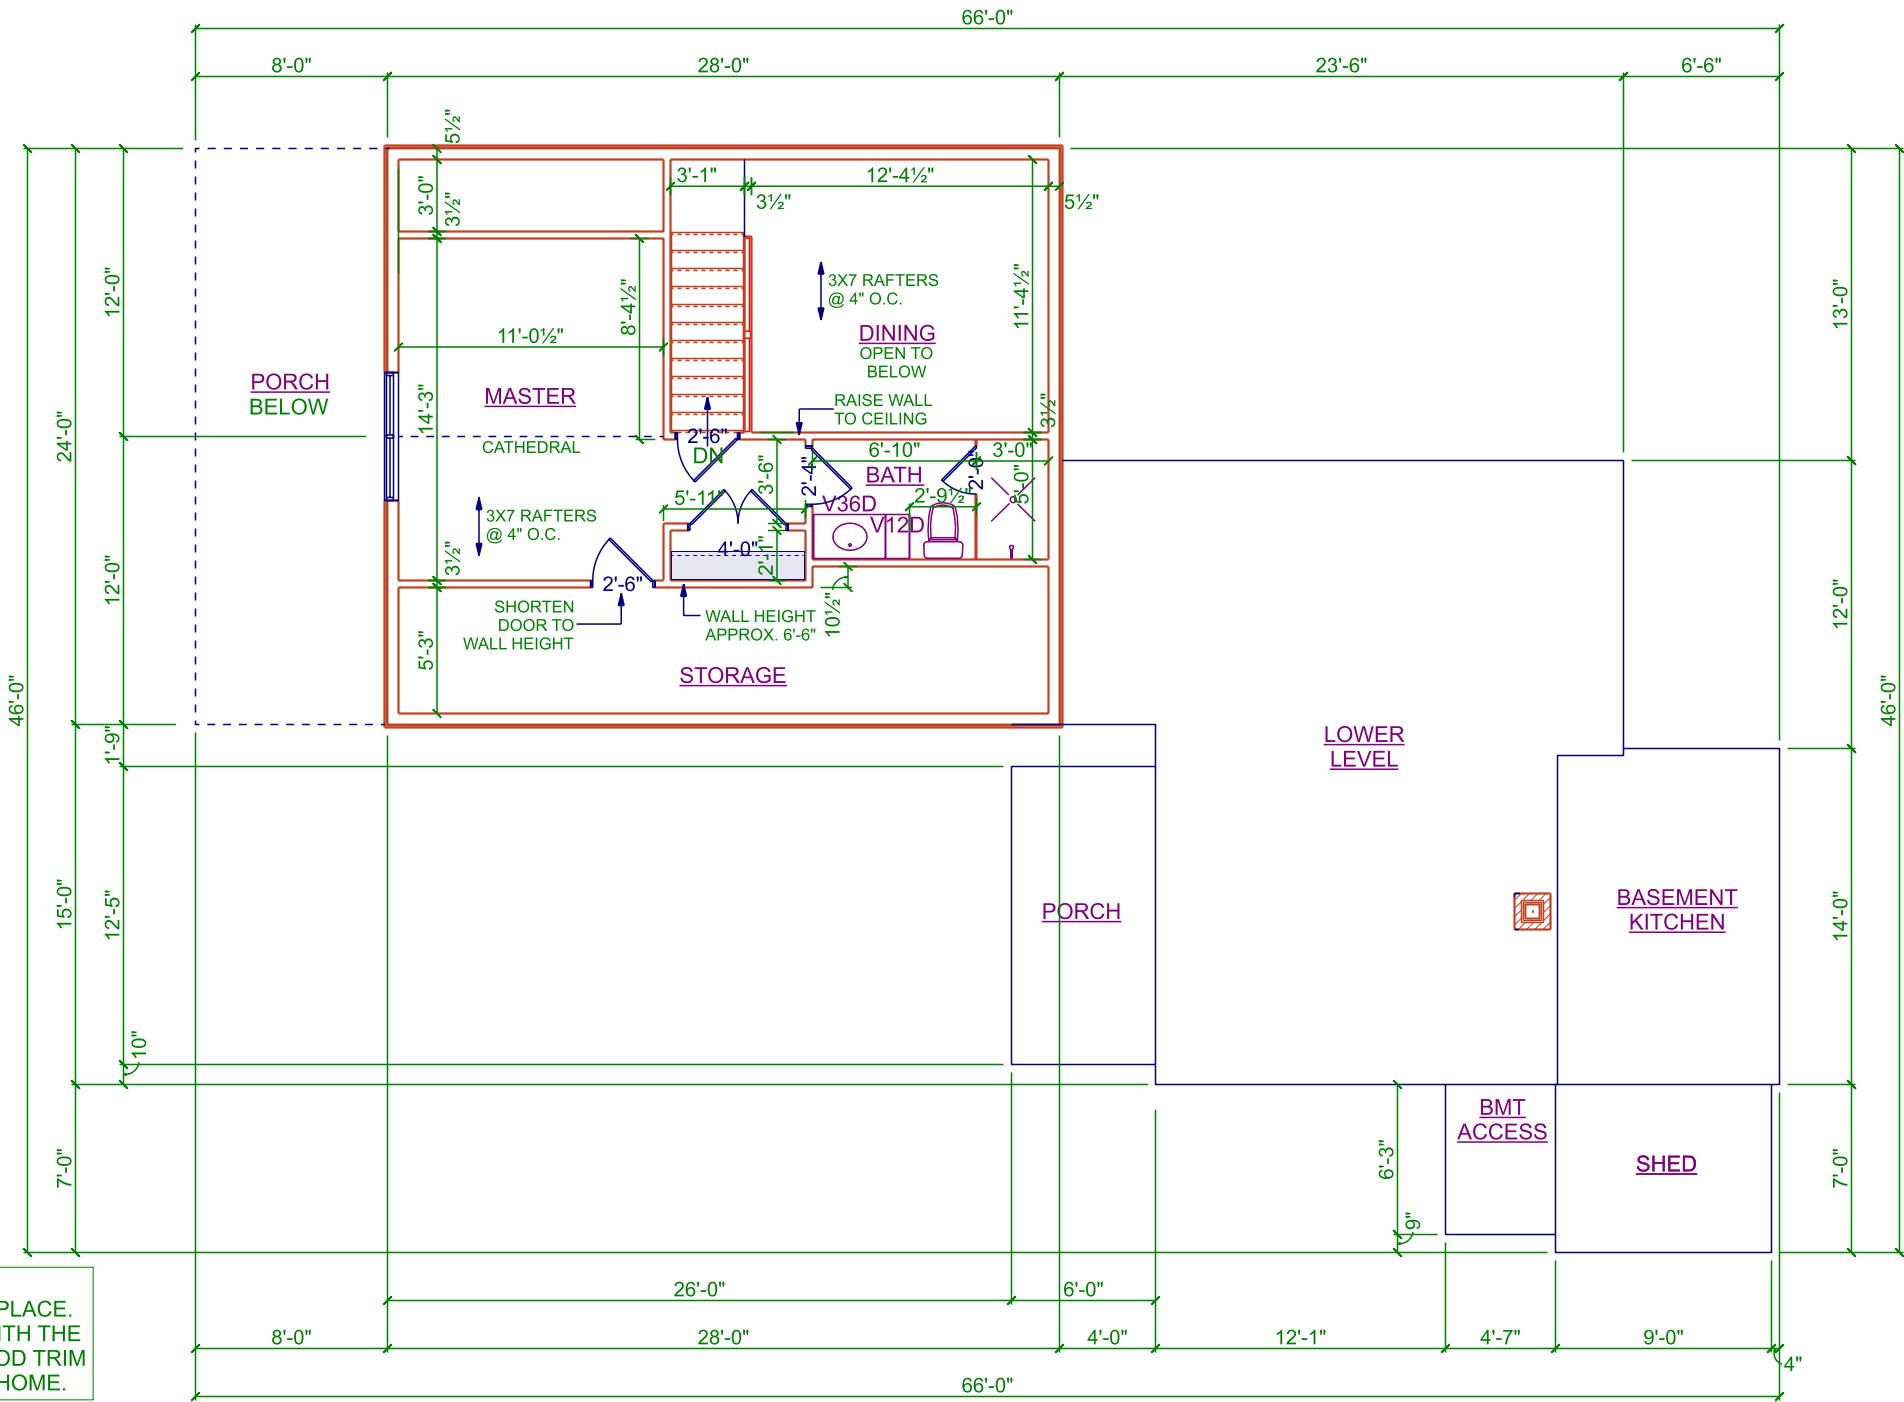 66'-0"
8'-0"
28'-0"
23'-6"
6'-6"
5½"
3'-0"
3½"
3'-1"
3½"
12'-4½"
5½"
12'-0"
8'-4½"
11'-4½"
13'-0"
3X7 RAFTERS
@ 4" O.C.
11'-0½"
DINING
OPEN TO
BELOW
PORCH
BELOW
MASTER
14'-3"
RAISE WALL
TO CEILING
3½"
24'-0"
CATHEDRAL
2'-6"
DN
3'-6"
2'-4"
6'-10"
3'-0"
BATH
2'-0"
5'-0"
5'-11"
V36D
V12D
2'-9½"
3X7 RAFTERS
@ 4" O.C.
3½"
4'-0"
2'-1"
2'-6"
10½"
12'-0"
12'-0"
SHORTEN
DOOR TO
WALL HEIGHT
WALL HEIGHT
APPROX. 6'-6"
5'-3"
STORAGE
46'-0"
46'-0"
1'-9"
LOWER
LEVEL
15'-0"
12'-5"
PORCH
BASEMENT
KITCHEN
14'-0"
10"
BMT
ACCESS
SHED
7'-0"
6'-3"
9"
7'-0"
PLACE.
THE
TRIM
HOME.
26'-0"
6'-0"
8'-0"
28'-0"
4'-0"
12'-1"
4'-7"
9'-0"
4"
66'-0"